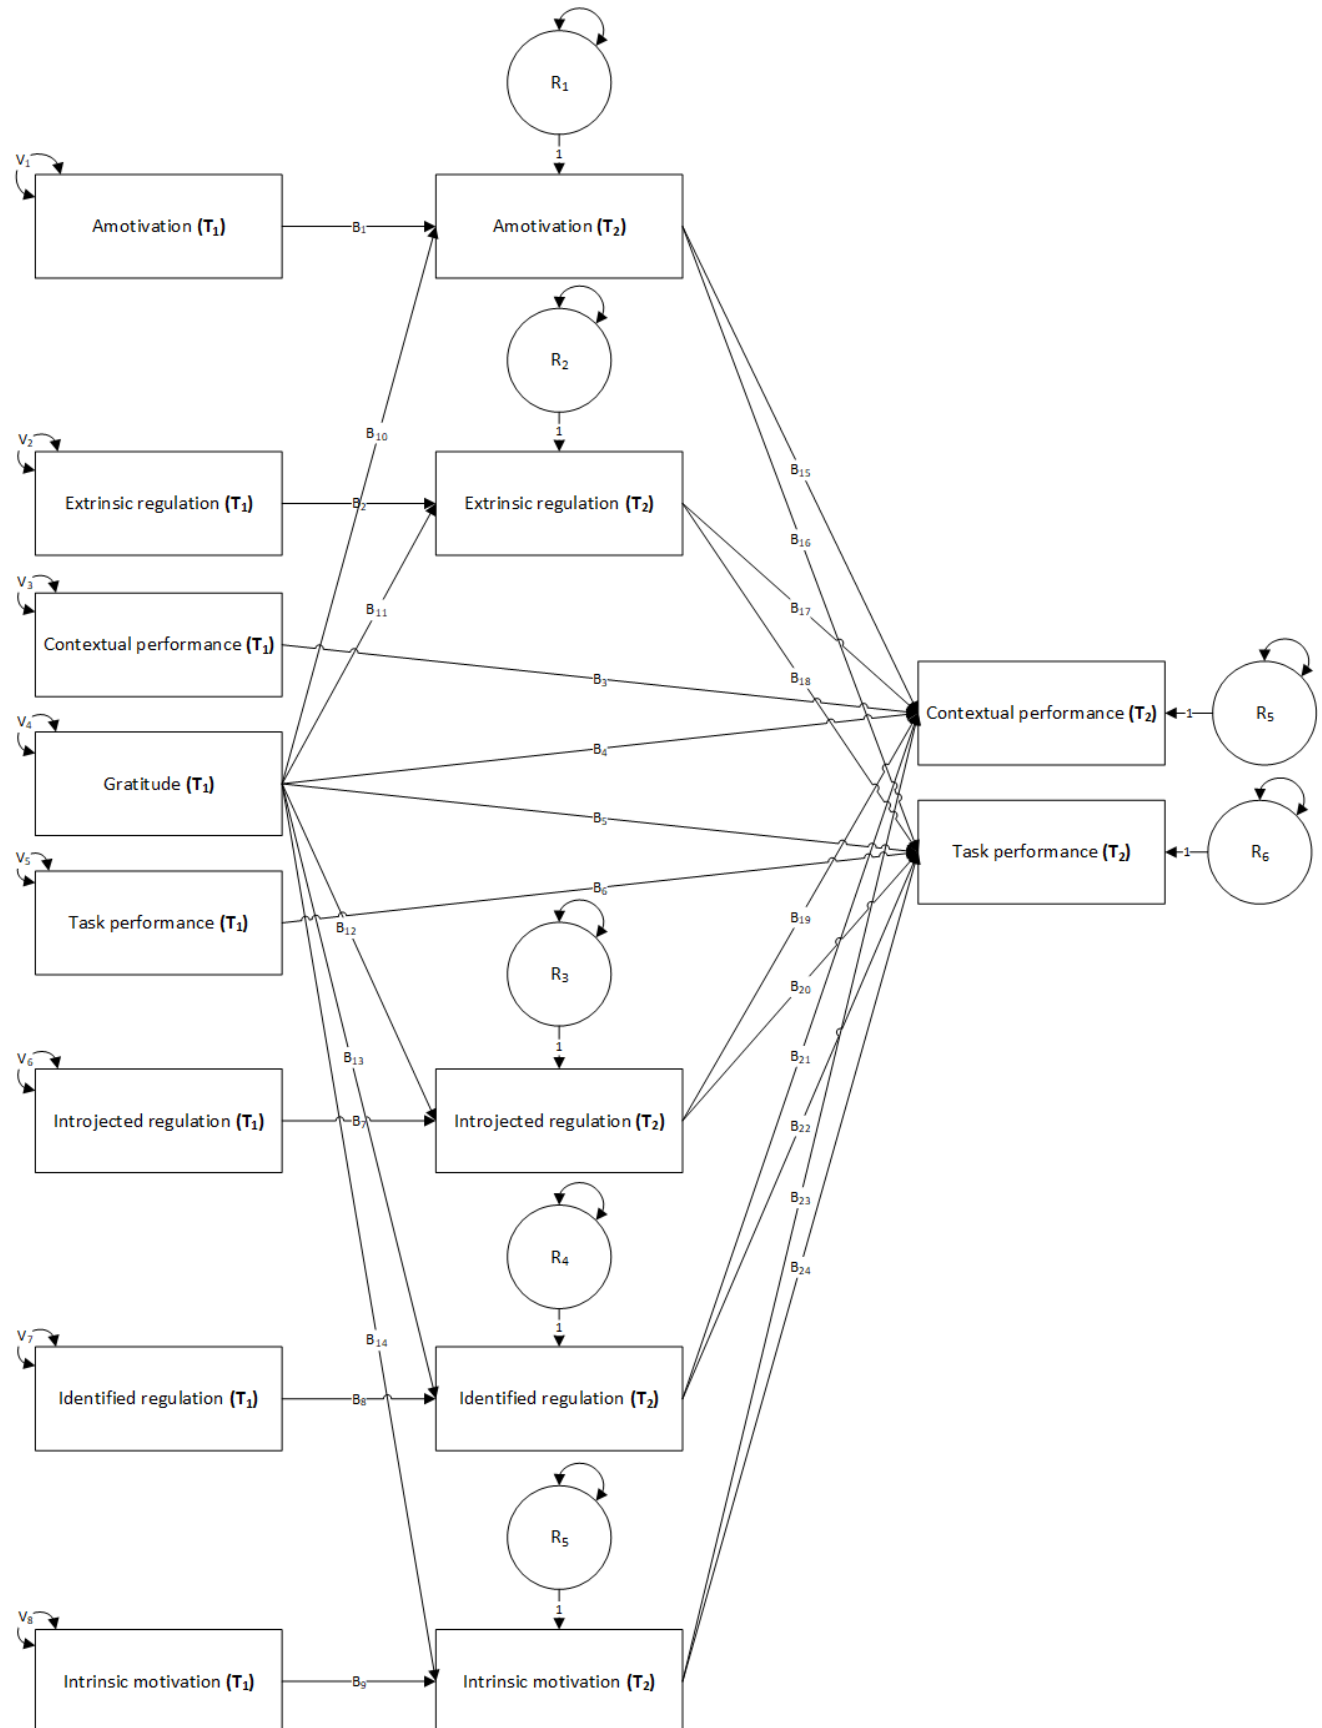 R₁
1
V₁
Amotivation (T₁)
B₁
Amotivation (T₂)
R₂
1
B₁₀
V₂
Extrinsic regulation (T₁)
B₂
Extrinsic regulation (T₂)
B₁₅
B₁₆
V₃
B₁₁
B₁₇
Contextual performance (T₁)
B₃
B₁₈
Contextual performance (T₂)
1
R₅
V₄
Gratitude (T₁)
B₄
B₅
Task performance (T₂)
1
R₆
V₅
Task performance (T₁)
B₆
B₁₂
B₁₉
R₃
B₂₀
1
V₆
B₁₃
B₂₁
Introjected regulation (T₁)
B₇
Introjected regulation (T₂)
B₂₂
B₂₃
R₄
B₂₄
1
V₇
B₁₄
Identified regulation (T₁)
B₈
Identified regulation (T₂)
R₅
1
V₈
Intrinsic motivation (T₁)
B₉
Intrinsic motivation (T₂)